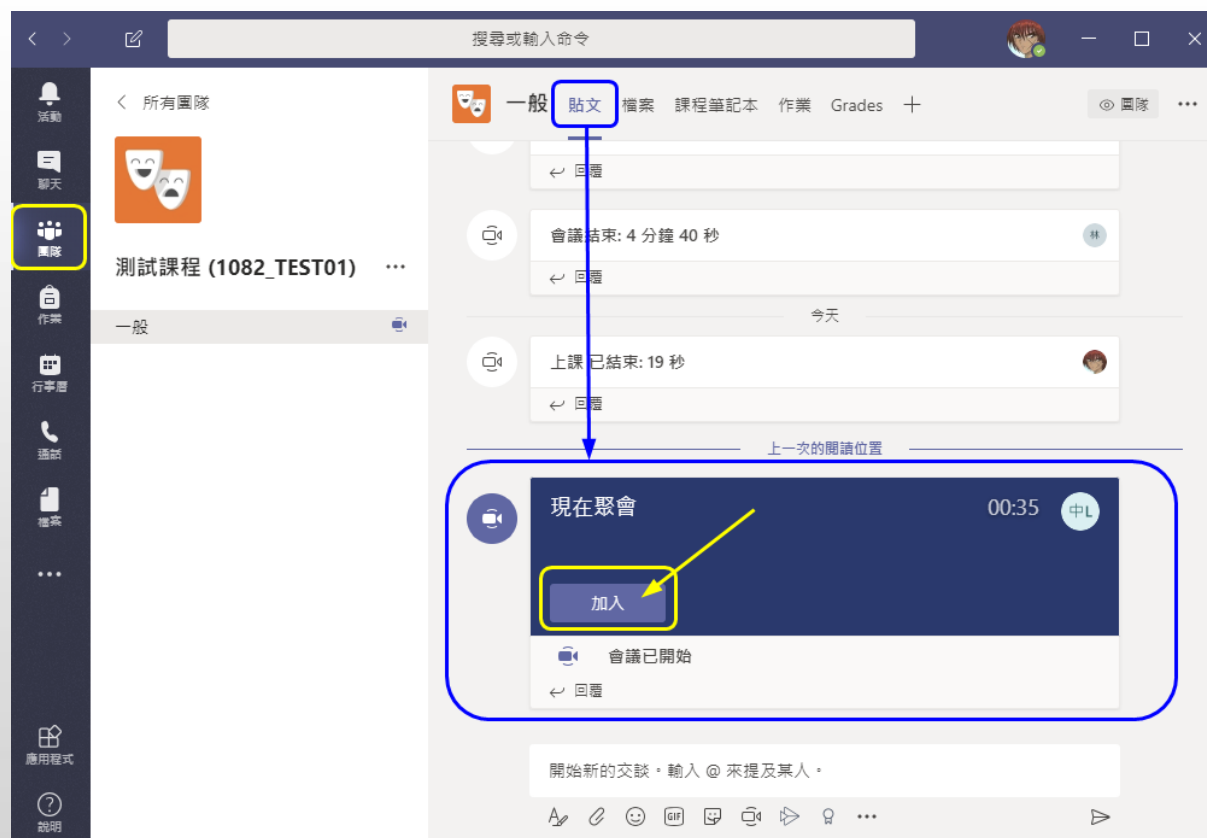 搜尋或輸入命令
活動
聊天
團隊
作業
行事曆
通話
檔案
應用程式
說明
所有團隊
測試課程 (1082_TEST01)
一般
一般 貼文 檔案 課程筆記本 作業 Grades
團隊
回覆
會議結束: 4 分鐘 40 秒
林
回覆
今天
上課 已結束: 19 秒
回覆
上一次的閱讀位置
現在聚會 00:35 中L
加入
會議已開始
回覆
開始新的交談。輸入 @ 來提及某人。
GIF